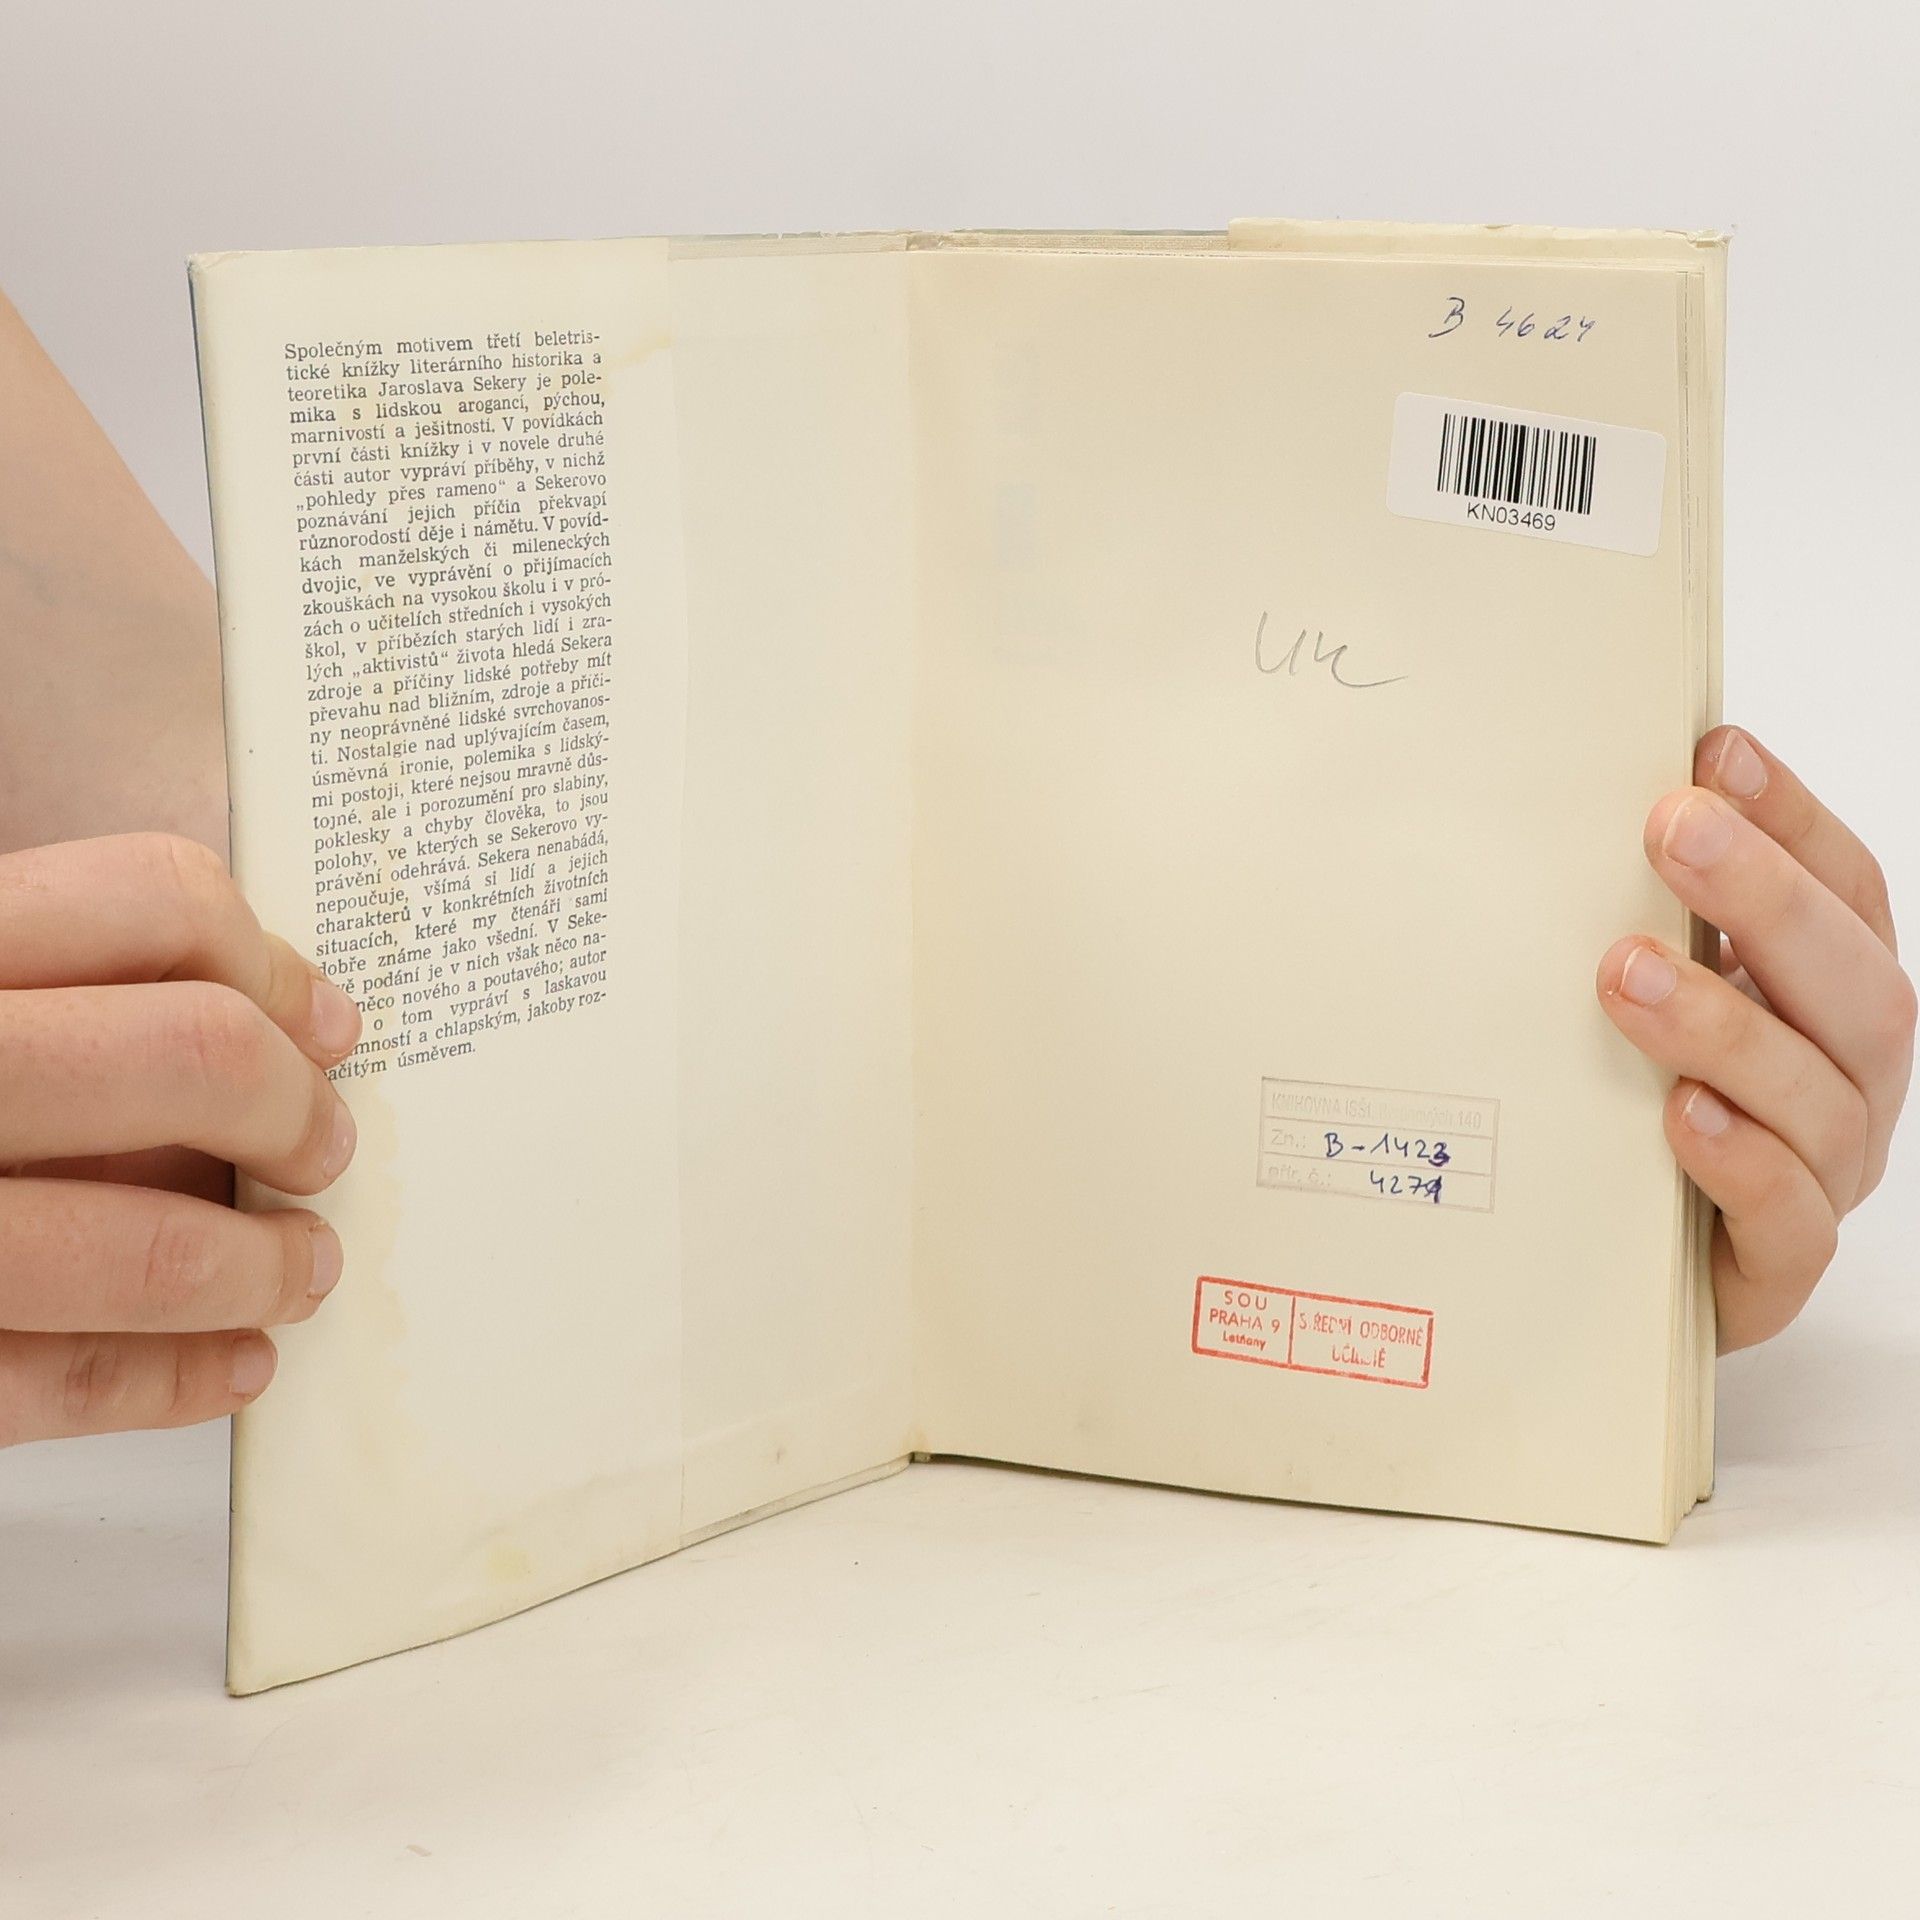 Společným motivem třetí beletris-
tické knížky literárního historika a
teoretika Jaroslava Sekery je pole-
mika s lidskou arogancí, pýchou,
marnivostí a ješitností. V povídkách
první části knížky i v novele druhé
části autor vypráví příběhy, v nichž
„pohledy přes rameno“ a Sekerovo
poznávání jejich příčin překvapí
různorodostí děje i námětu. V povíd-
kách manželských či mileneckých
dvojic, ve vyprávění o přijímacích
zkouškách na vysokou školu i v pró-
zách o učitelích středních i vysokých
škol, v příbězích starých lidí i zra-
lých „aktivistů“ života hledá Sekera
zdroje a příčiny lidské potřeby mít
převahu nad bližním, zdroje a příči-
ny neoprávněné lidské svrchovanos-
ti. Nostalgie nad uplývajícím časem,
úsměvná ironie, polemika s lidský-
mi postoji, které nejsou mravně důs-
tojné, ale i porozumění pro slabiny,
poklesky a chyby člověka, to jsou
polohy, ve kterých se Sekerovo vy-
právění odehrává. Sekera nenabádá,
nepoučuje, všímá si lidí a jejich
charakterů v konkrétních životních
situacích, které my čtenáři sami
dobře známe jako všední. V Seke-
vě podání je v nich však něco na-
něco nového a poutavého; autor
o tom vypráví s laskavou
mností a chlapským, jakoby roz-
ačitým úsměvem.
B 4624
KN03469
KNIHOVNA ISŠT, 140
Zn.: B-1423
přír. č.: 4271
SOU
PRAHA 9
Letňany
STŘEDNÍ ODBORNÉ
UČILIŠTĚ